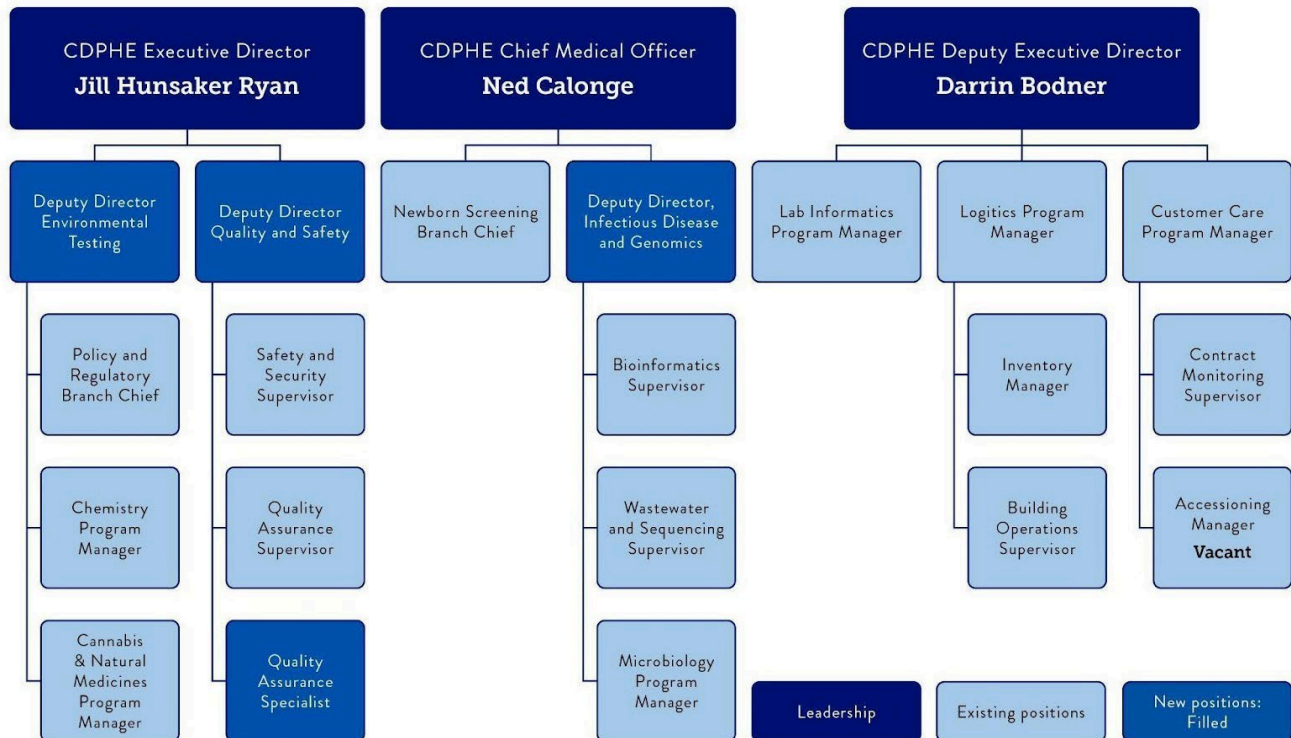 CDPHE Executive Director
Jill Hunsaker Ryan
CDPHE Chief Medical Officer
Ned Calonge
CDPHE Deputy Executive Director
Darrin Bodner
Deputy Director
Environmental
Testing
Deputy Director
Quality and Safety
Newborn Screening
Branch Chief
Deputy Director,
Infectious Disease
and Genomics
Lab Informatics
Program Manager
Logitics Program
Manager
Customer Care
Program Manager
Policy and
Regulatory
Branch Chief
Safety and
Security
Supervisor
Bioinformatics
Supervisor
Inventory
Manager
Contract
Monitoring
Supervisor
Chemistry
Program
Manager
Quality
Assurance
Supervisor
Wastewater
and Sequencing
Supervisor
Building
Operations
Supervisor
Accessioning
Manager
Vacant
Cannabis
& Natural
Medicines
Program
Manager
Quality
Assurance
Specialist
Microbiology
Program
Manager
Leadership
Existing positions
New positions:
Filled